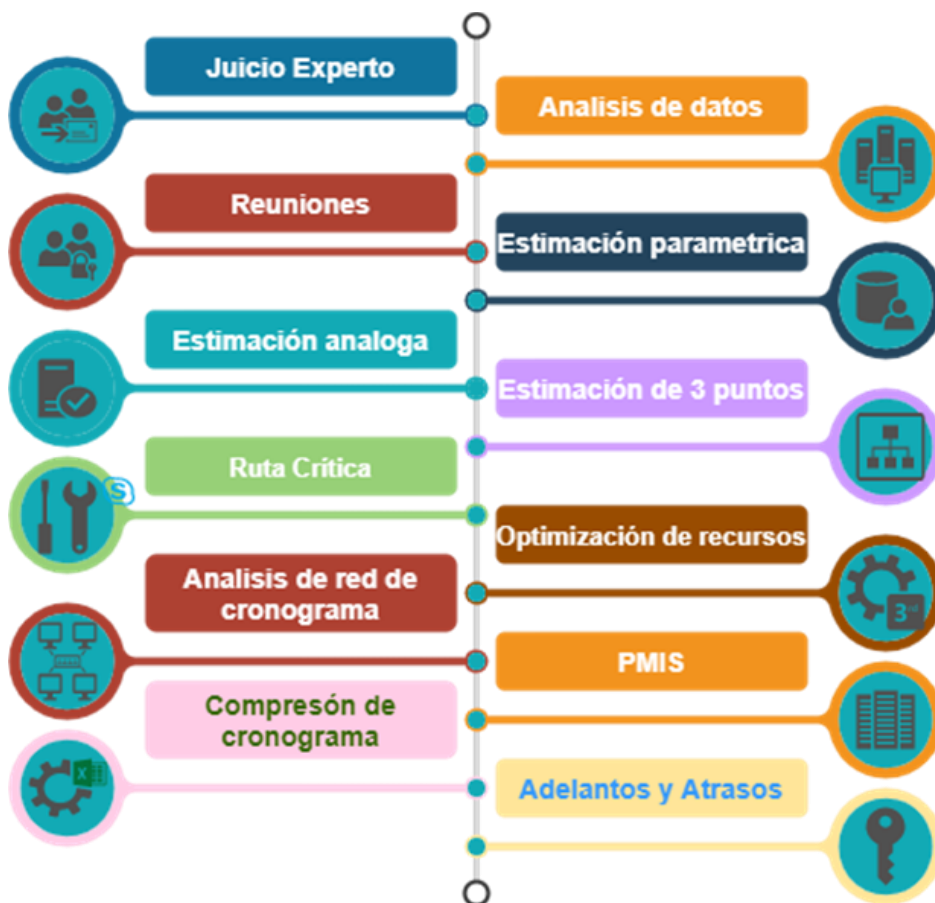 Juicio Experto
Analisis de datos
Reuniones
Estimación parametrica
Estimación analoga
Estimación de 3 puntos
Ruta Crítica
S
Optimización de recursos
3rd
Analisis de red de
cronograma
PMIS
Compresón de
cronograma
X
Adelantos y Atrasos